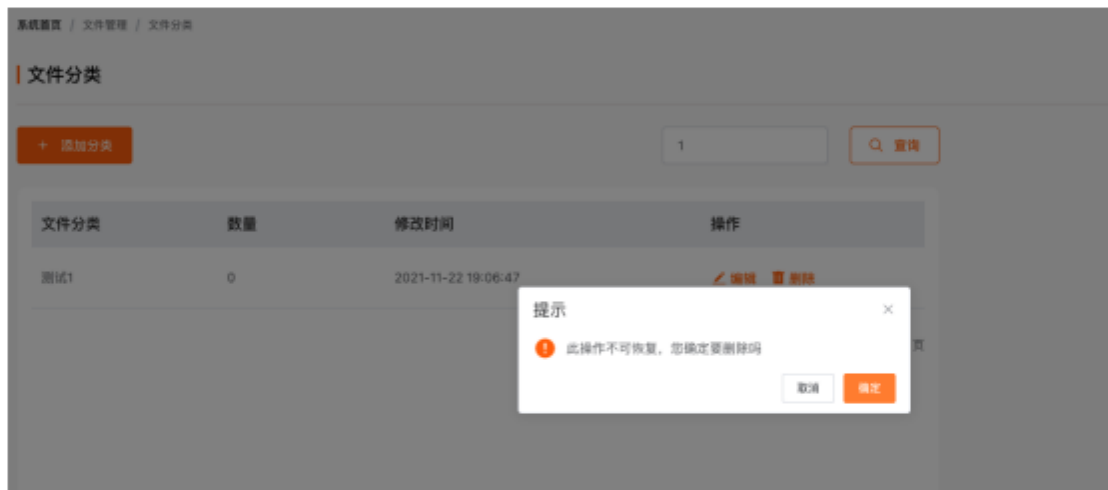 系统首页 / 文件管理 / 文件分类
文件分类
+ 添加分类
1
查询
文件分类 数量 修改时间 操作
测试1 0 2021-11-22 19:06:47 编辑 删除
提示
此操作不可恢复，您确定要删除吗
页
取消 确定